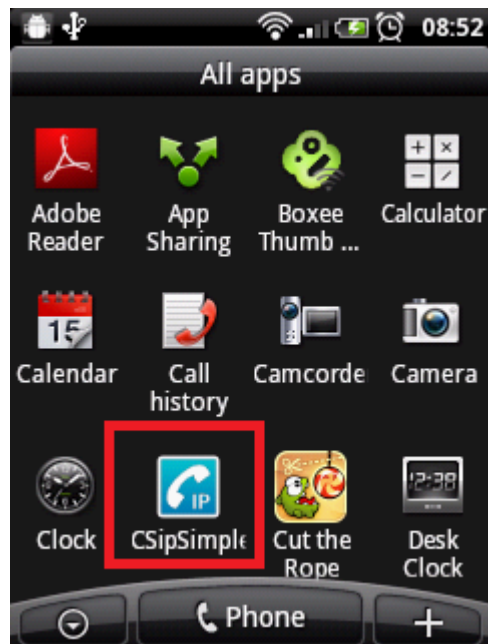 08:52
All apps
Adobe
Reader
App
Sharing
Boxee
Thumb ...
Calculator
Calendar
15
Call
history
Camcorde
Camera
Clock
IP
CSipSimple
Cut the
Rope
12:38
Desk
Clock
Phone